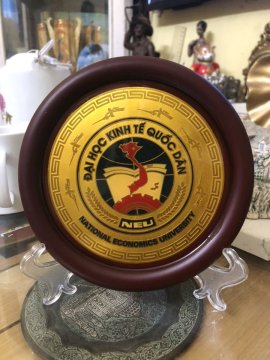 ĐẠI HỌC KINH TẾ QUỐC DÂN
NEU
NATIONAL ECONOMICS UNIVERSITY